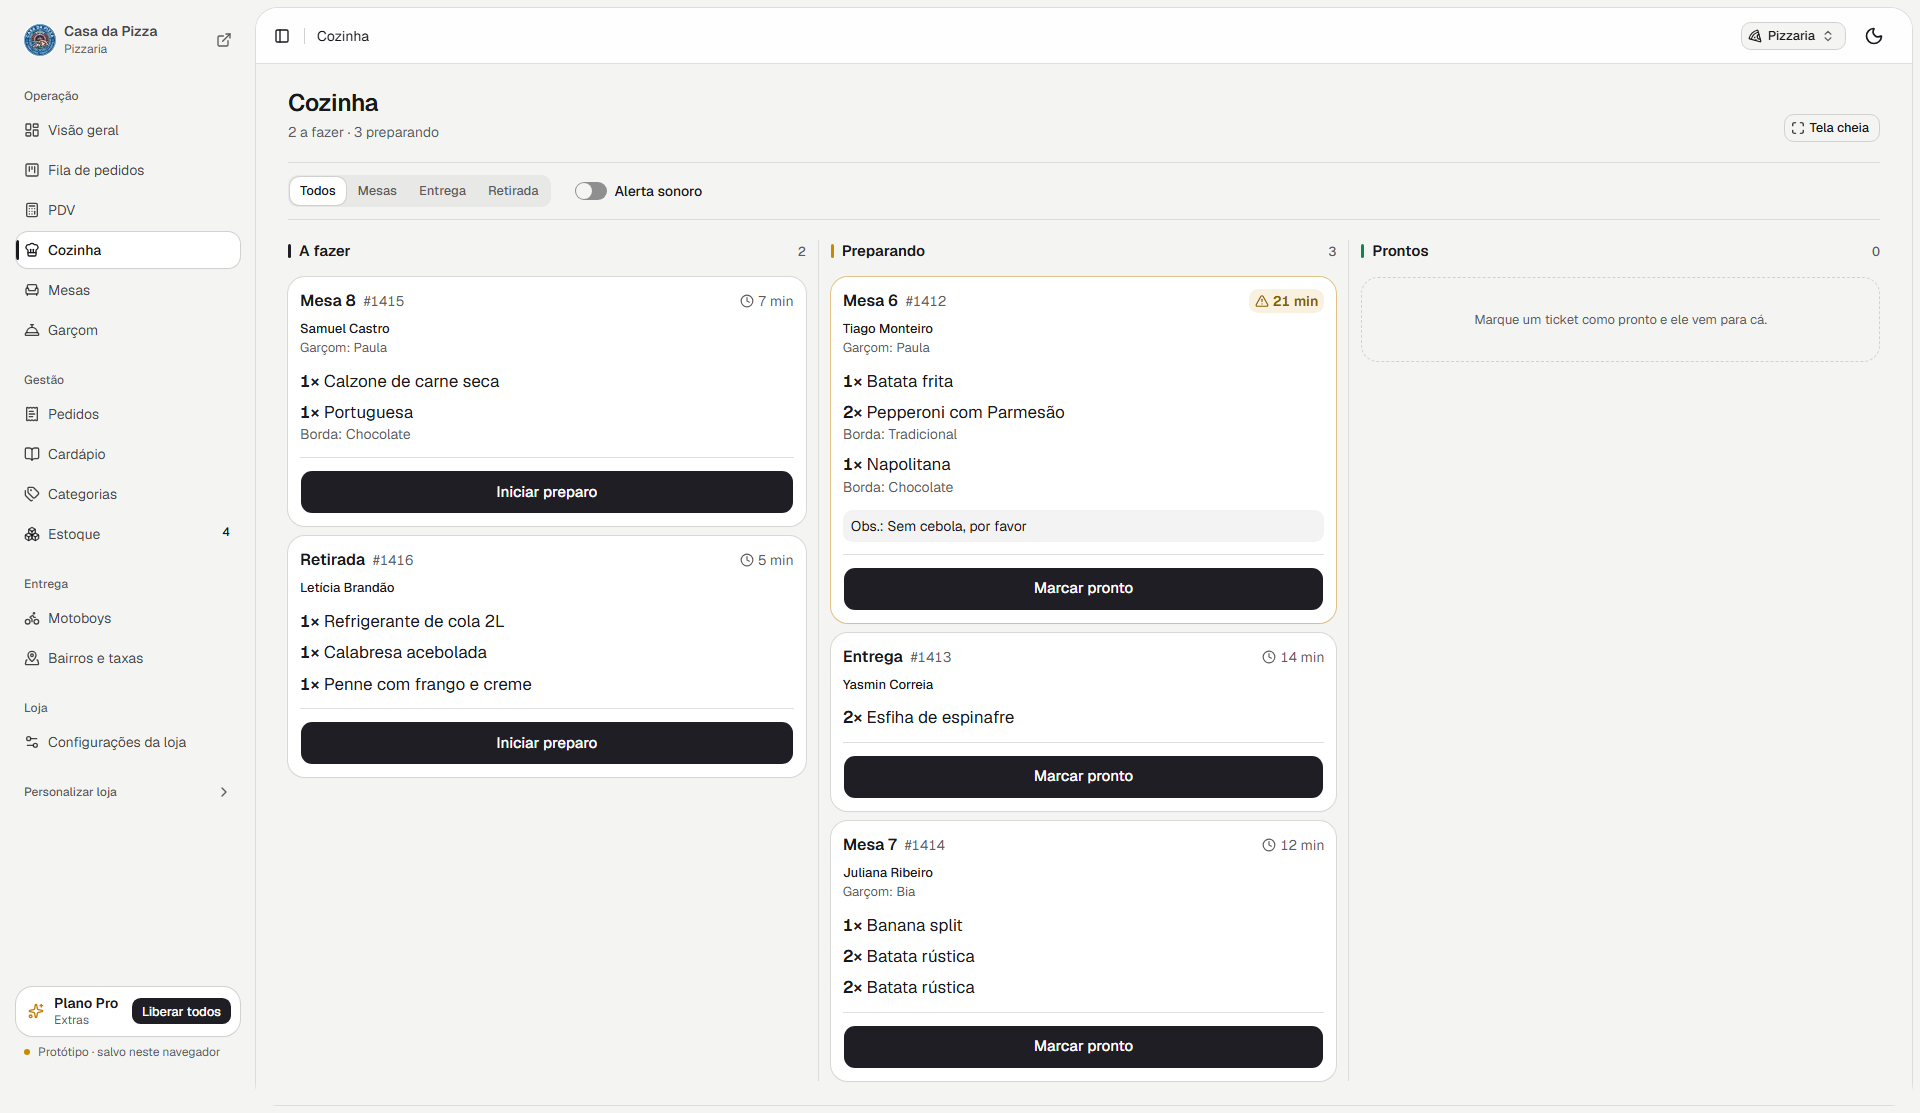 Casa da Pizza
Pizzaria
Operação
Visão geral
Fila de pedidos
PDV
Cozinha
Mesas
Garçom
Gestão
Pedidos
Cardápio
Categorias
Estoque 4
Entrega
Motoboys
Bairros e taxas
Loja
Configurações da loja
Personalizar loja
Plano Pro
Extras
Liberar todos
Protótipo · salvo neste navegador
Cozinha
Pizzaria
Cozinha
2 a fazer · 3 preparando
Tela cheia
Todos Mesas Entrega Retirada Alerta sonoro
A fazer 2
Mesa 8 #1415 7 min
Samuel Castro
Garçom: Paula
1× Calzone de carne seca
1× Portuguesa
Borda: Chocolate
Iniciar preparo
Retirada #1416 5 min
Letícia Brandão
1× Refrigerante de cola 2L
1× Calabresa acebolada
1× Penne com frango e creme
Iniciar preparo
Preparando 3
Mesa 6 #1412 21 min
Tiago Monteiro
Garçom: Paula
1× Batata frita
2× Pepperoni com Parmesão
Borda: Tradicional
1× Napolitana
Borda: Chocolate
Obs.: Sem cebola, por favor
Marcar pronto
Entrega #1413 14 min
Yasmin Correia
2× Esfiha de espinafre
Marcar pronto
Mesa 7 #1414 12 min
Juliana Ribeiro
Garçom: Bia
1× Banana split
2× Batata rústica
2× Batata rústica
Marcar pronto
Prontos 0
Marque um ticket como pronto e ele vem para cá.